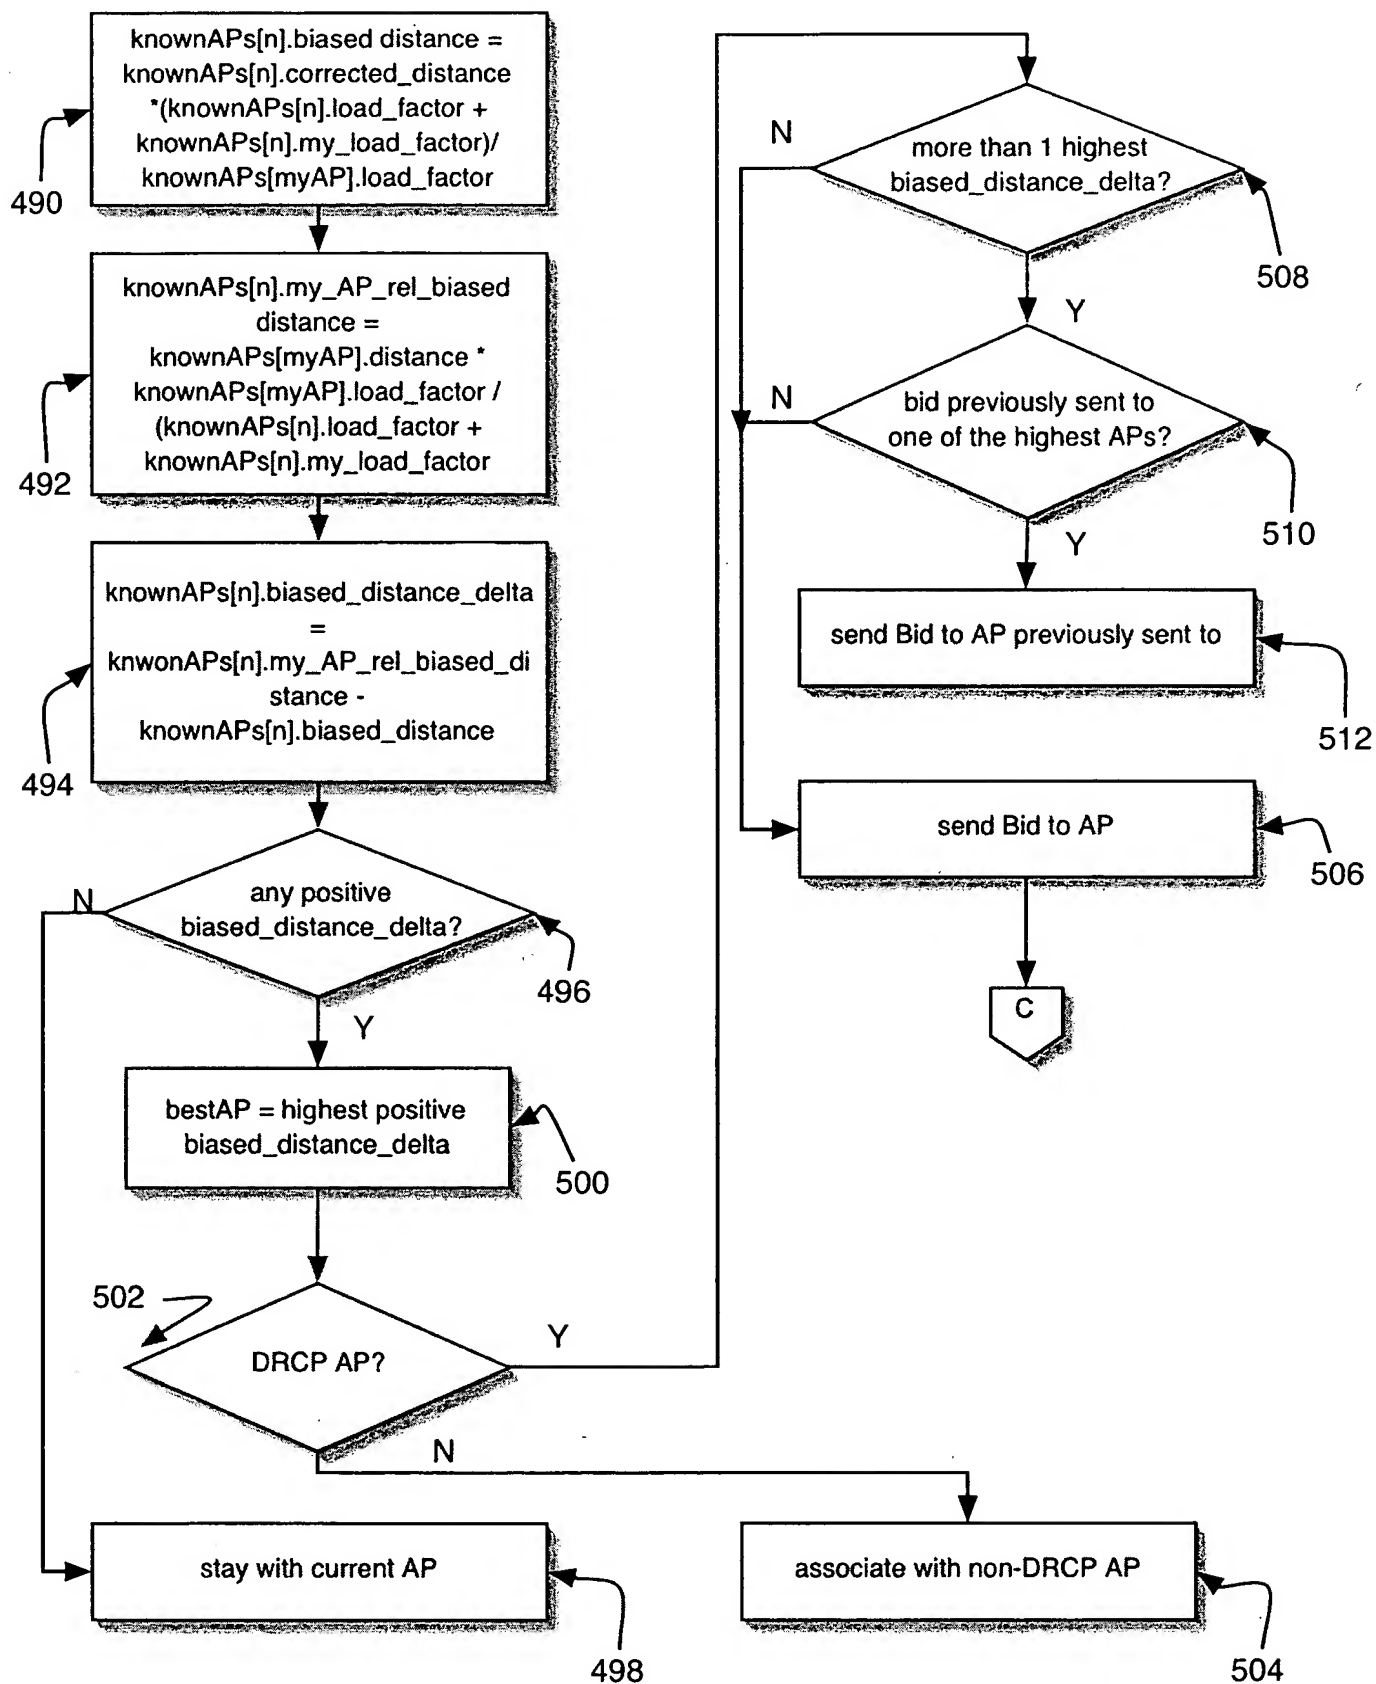 knownAPs[n].biased distance =
knownAPs[n].corrected_distance
*(knownAPs[n].load_factor +
knownAPs[n].my_load_factor)/
knownAPs[myAP].load_factor
490
knownAPs[n].my_AP_rel_biased
distance =
knownAPs[myAP].distance *
knownAPs[myAP].load_factor /
(knownAPs[n].load_factor +
knownAPs[n].my_load_factor
492
knownAPs[n].biased_distance_delta
=
knwonAPs[n].my_AP_rel_biased_di
stance -
knownAPs[n].biased_distance
494
any positive
biased_distance_delta?
N
496
Y
bestAP = highest positive
biased_distance_delta
500
502
DRCP AP?
Y
N
stay with current AP
498
associate with non-DRCP AP
504
more than 1 highest
biased_distance_delta?
N
508
Y
bid previously sent to
one of the highest APs?
N
510
Y
send Bid to AP previously sent to
512
send Bid to AP
506
C